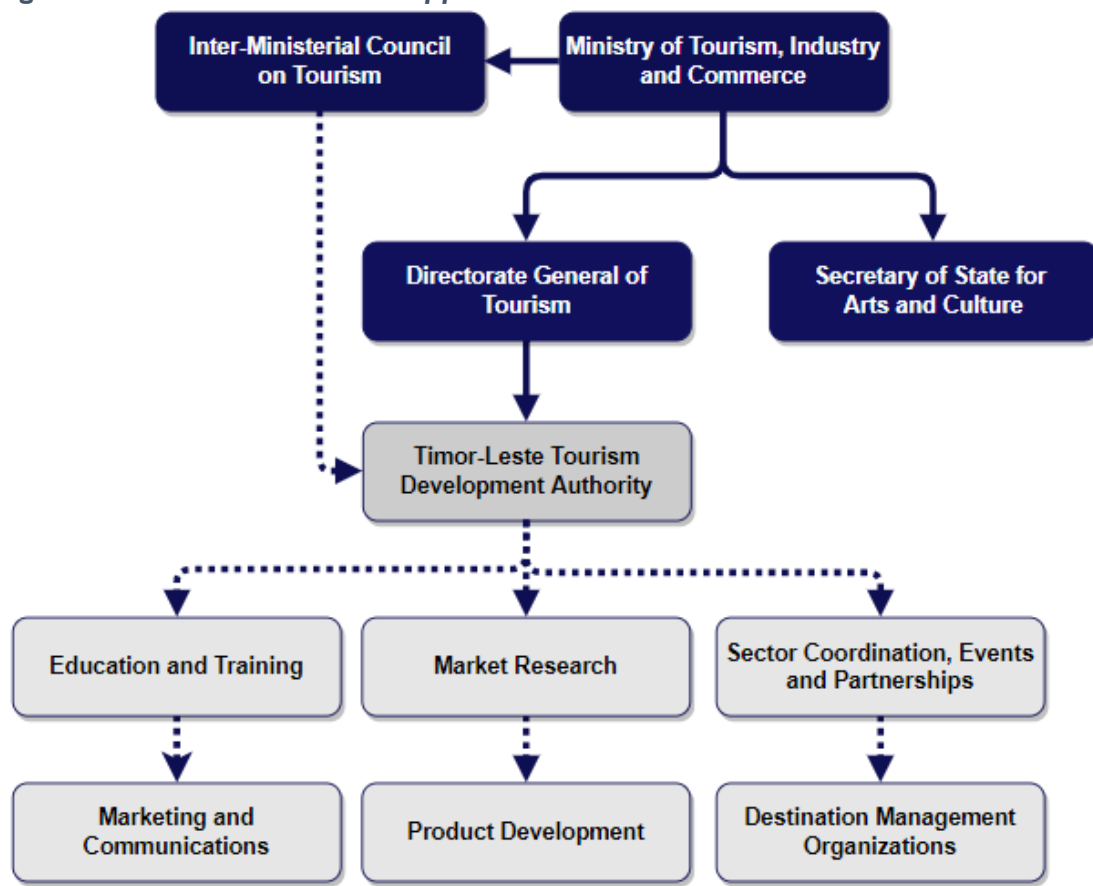 Inter-Ministerial Council
on Tourism
Ministry of Tourism, Industry
and Commerce
Directorate General of
Tourism
Secretary of State for
Arts and Culture
Timor-Leste Tourism
Development Authority
Education and Training
Market Research
Sector Coordination, Events
and Partnerships
Marketing and
Communications
Product Development
Destination Management
Organizations